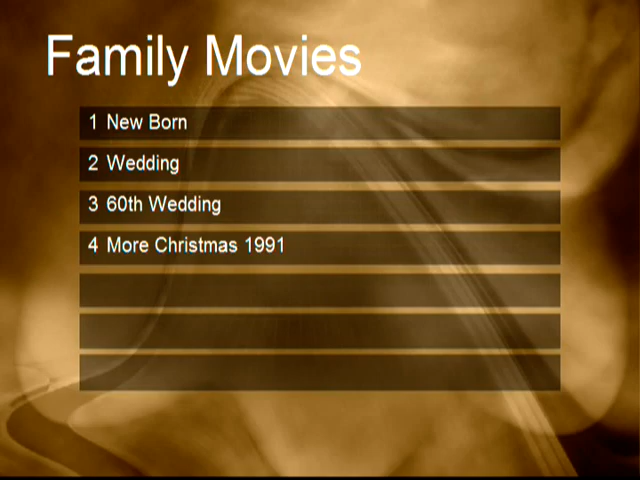 Family Movies
1 New Born
2 Wedding
3 60th Wedding
4 More Christmas 1991